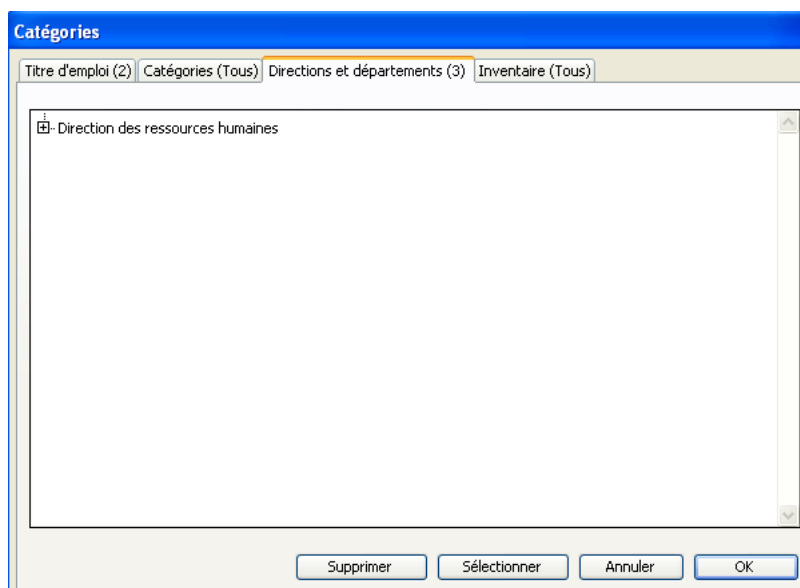 Catégories
Titre d'emploi (2) Catégories (Tous) Directions et départements (3) Inventaire (Tous)
Direction des ressources humaines
Supprimer Sélectionner Annuler OK